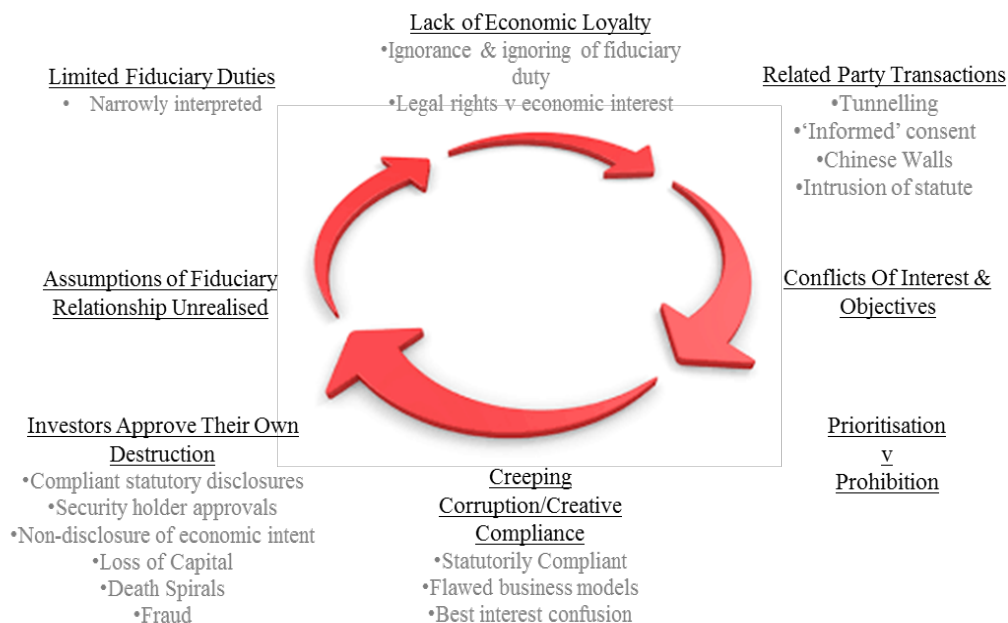 Lack of Economic Loyalty
•Ignorance & ignoring of fiduciary
duty
•Legal rights v economic interest
Related Party Transactions
•Tunnelling
•‘Informed’ consent
•Chinese Walls
•Intrusion of statute
Conflicts Of Interest &
Objectives
Prioritisation
v
Prohibition
Creeping
Corruption/Creative
Compliance
•Statutorily Compliant
•Flawed business models
•Best interest confusion
Investors Approve Their Own
Destruction
•Compliant statutory disclosures
•Security holder approvals
•Non-disclosure of economic intent
•Loss of Capital
•Death Spirals
•Fraud
Assumptions of Fiduciary
Relationship Unrealised
Limited Fiduciary Duties
• Narrowly interpreted